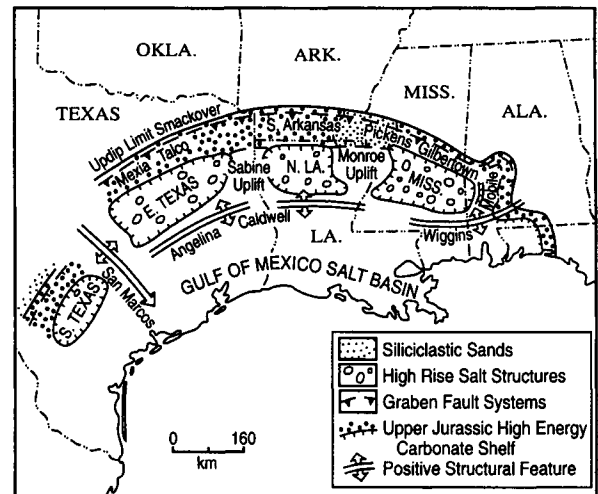 OKLA.
ARK.
TEXAS
MISS.
ALA.
Updip Limit Smackover
Mexia Talco
S. Arkansas
Pickens
Gilbertown
Mobile
E. TEXAS
Sabine
Uplift
N. LA.
Monroe
Uplift
MISS.
Angelina
Caldwell
LA.
Wiggins
San Marcos
S. TEXAS
GULF OF MEXICO SALT BASIN
Siliciclastic Sands
High Rise Salt Structures
Graben Fault Systems
Upper Jurassic High Energy
Carbonate Shelf
Positive Structural Feature
0 160
km